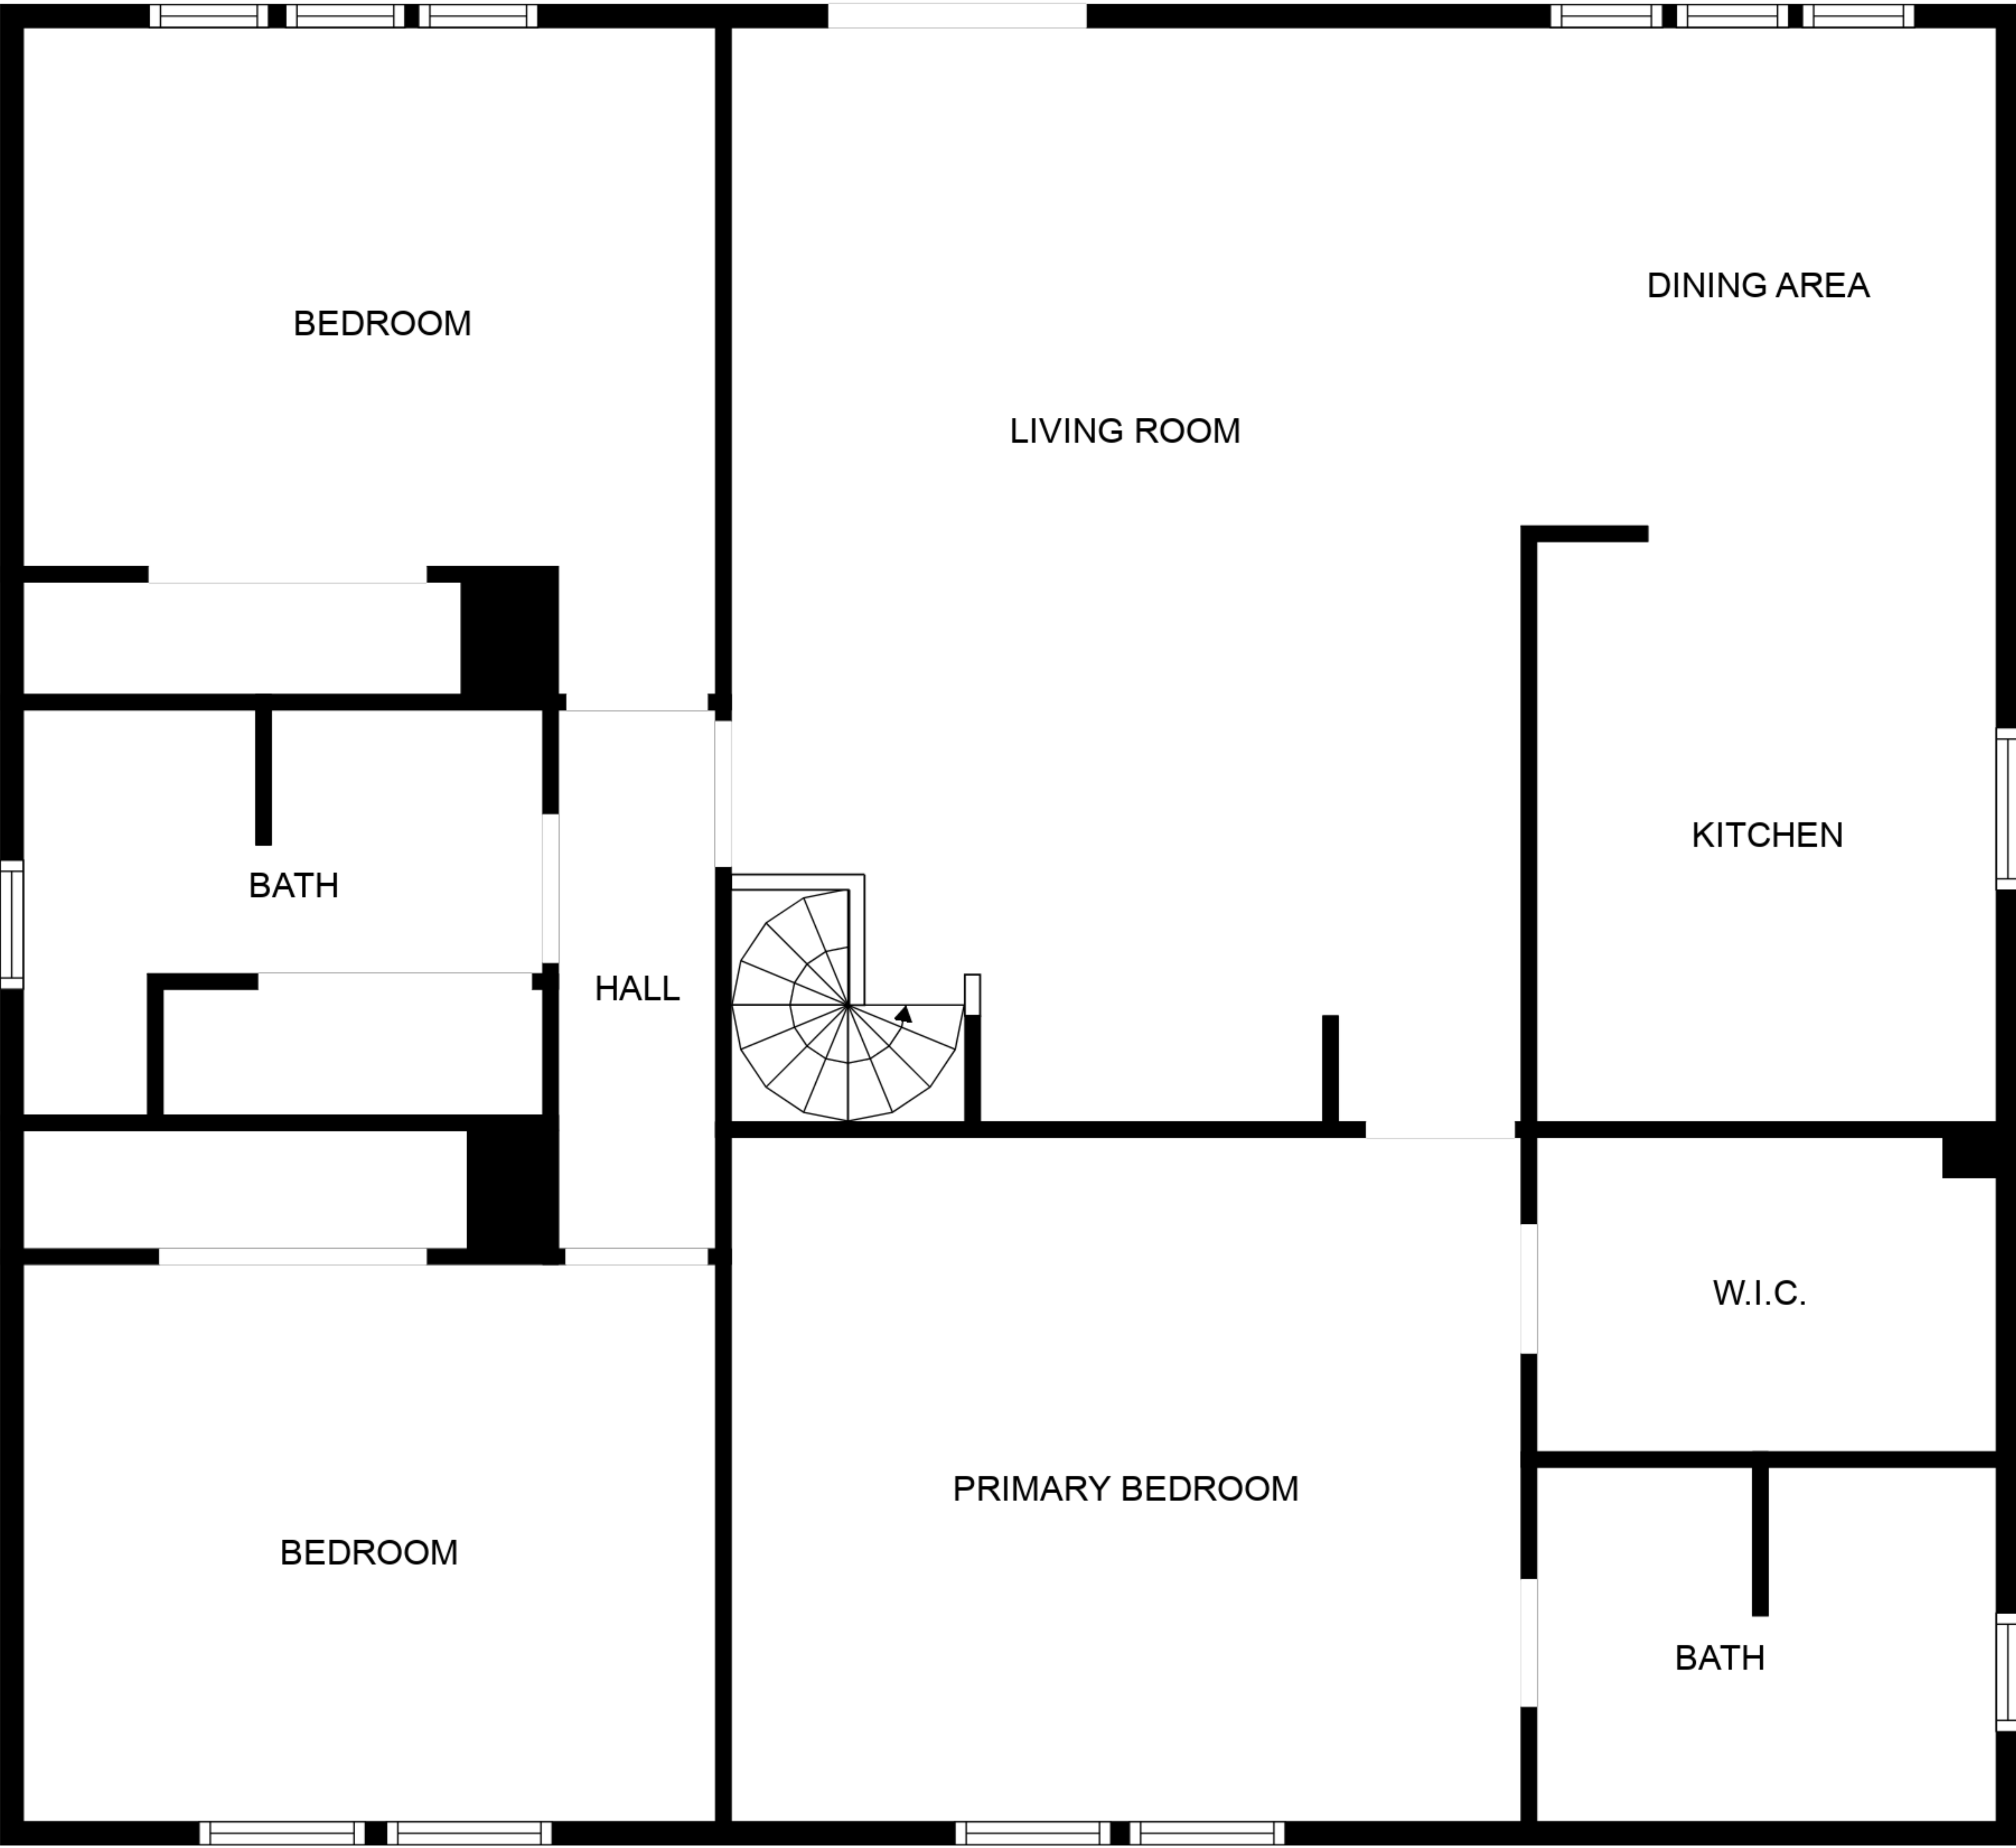 DINING AREA
BEDROOM
LIVING ROOM
KITCHEN
BATH
HALL
W.I.C.
PRIMARY BEDROOM
BEDROOM
BATH